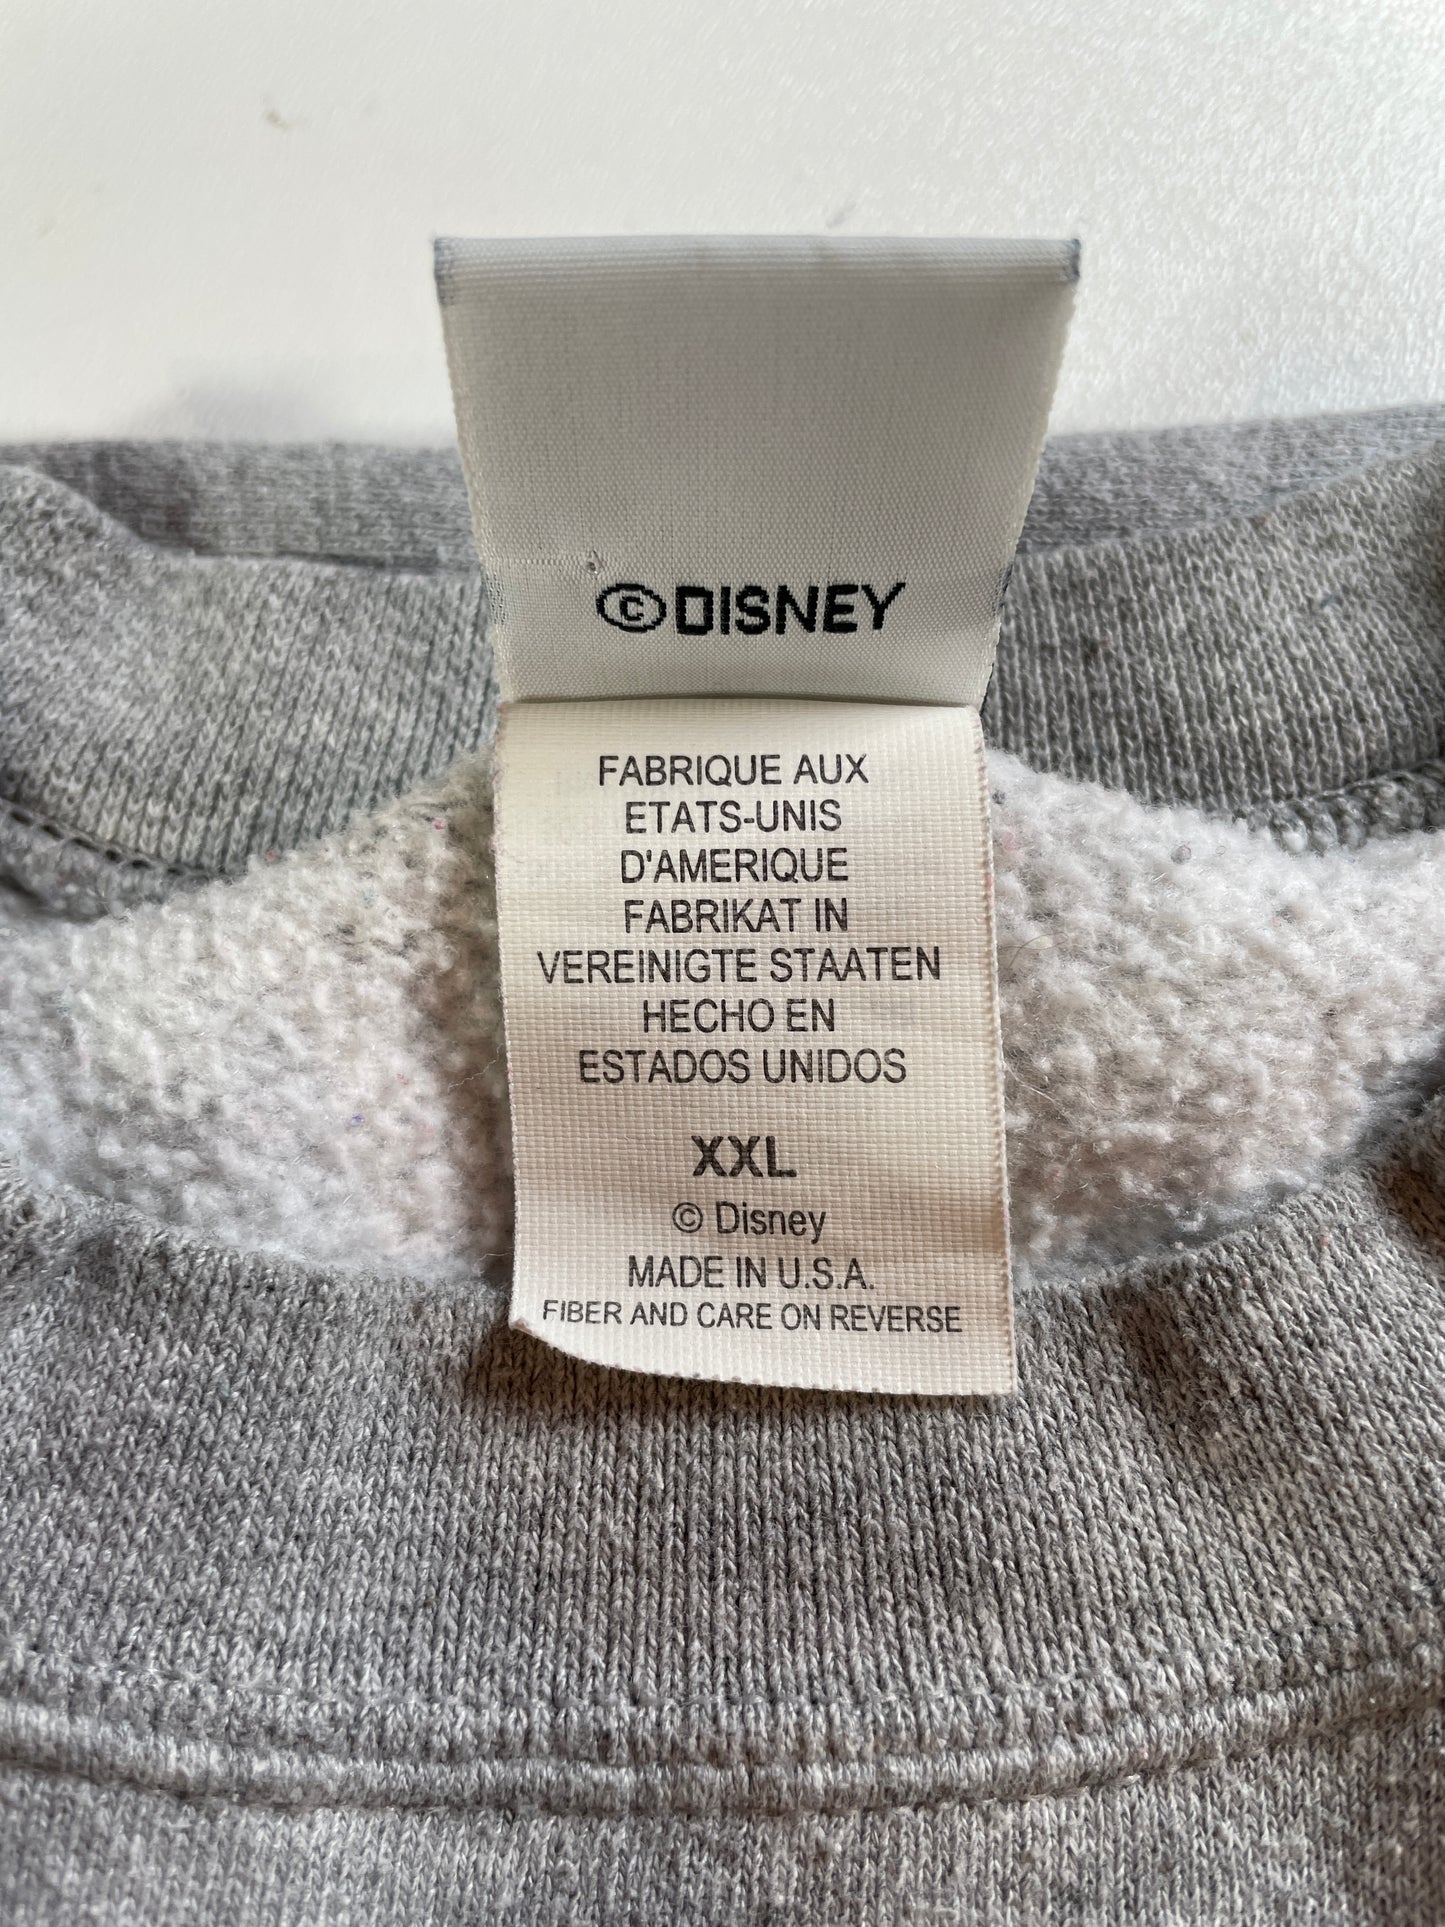 ©DISNEY
FABRIQUE AUX
ETATS-UNIS
D'AMERIQUE
FABRIKAT IN
VEREINIGTE STAATEN
HECHO EN
ESTADOS UNIDOS
XXL
© Disney
MADE IN U.S.A.
FIBER AND CARE ON REVERSE